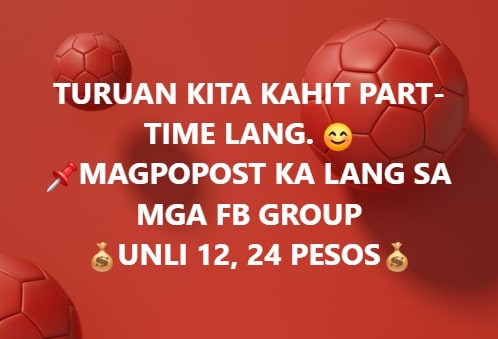 TURUAN KITA KAHIT PART-
TIME LANG. 😊
📌MAGPOPOST KA LANG SA
MGA FB GROUP
💰UNLI 12, 24 PESOS💰